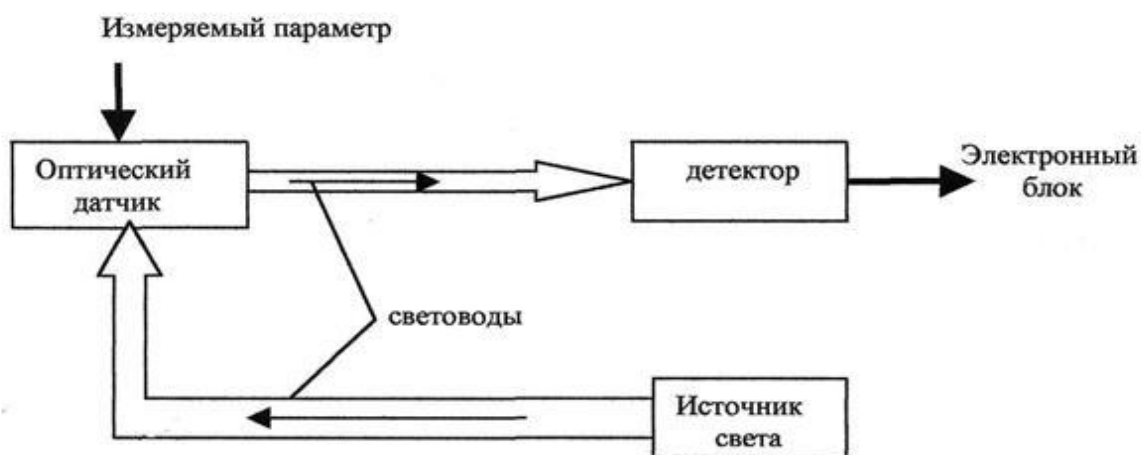 Измеряемый параметр
Оптический
датчик
детектор
Электронный
блок
световоды
Источник
света